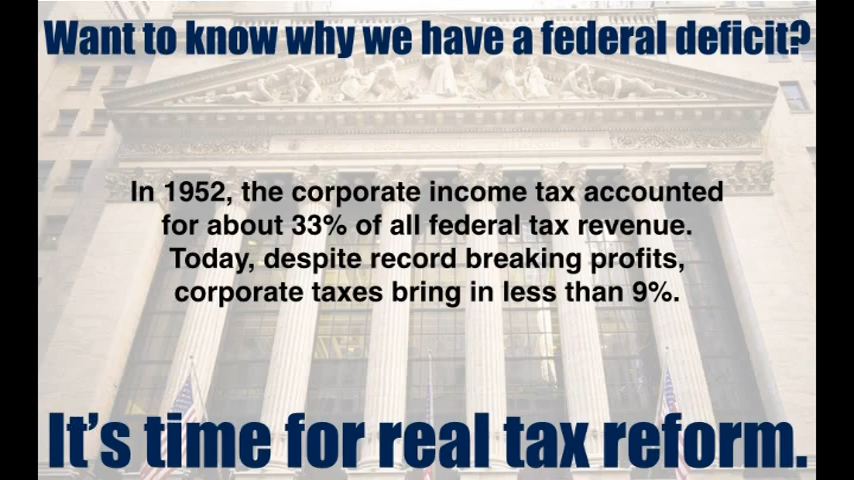 Want to know why we have a federal deficit?
In 1952, the corporate income tax accounted
for about 33% of all federal tax revenue.
Today, despite record breaking profits,
corporate taxes bring in less than 9%.
It's time for real tax reform.